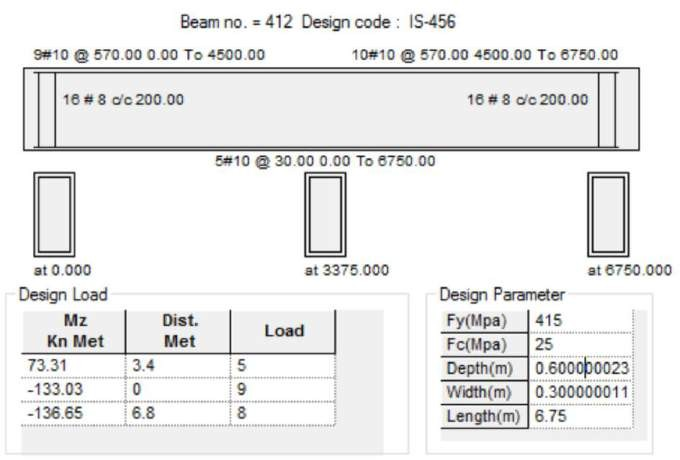 Beam no. = 412 Design code : IS-456
9#10 @ 570.00 0.00 To 4500.00 10#10 @ 570.00 4500.00 To 6750.00
16 # 8 c/c 200.00 16 # 8 c/c 200.00
5#10 @ 30.00 0.00 To 6750.00
at 0.000 at 3375.000 at 6750.000
Design Load Design Parameter
Mz Dist. Load
Kn Met Met
73.31 3.4 5
-133.03 0 9
-136.65 6.8 8
Fy(Mpa) 415
Fc(Mpa) 25
Depth(m) 0.600000023
Width(m) 0.300000011
Length(m) 6.75